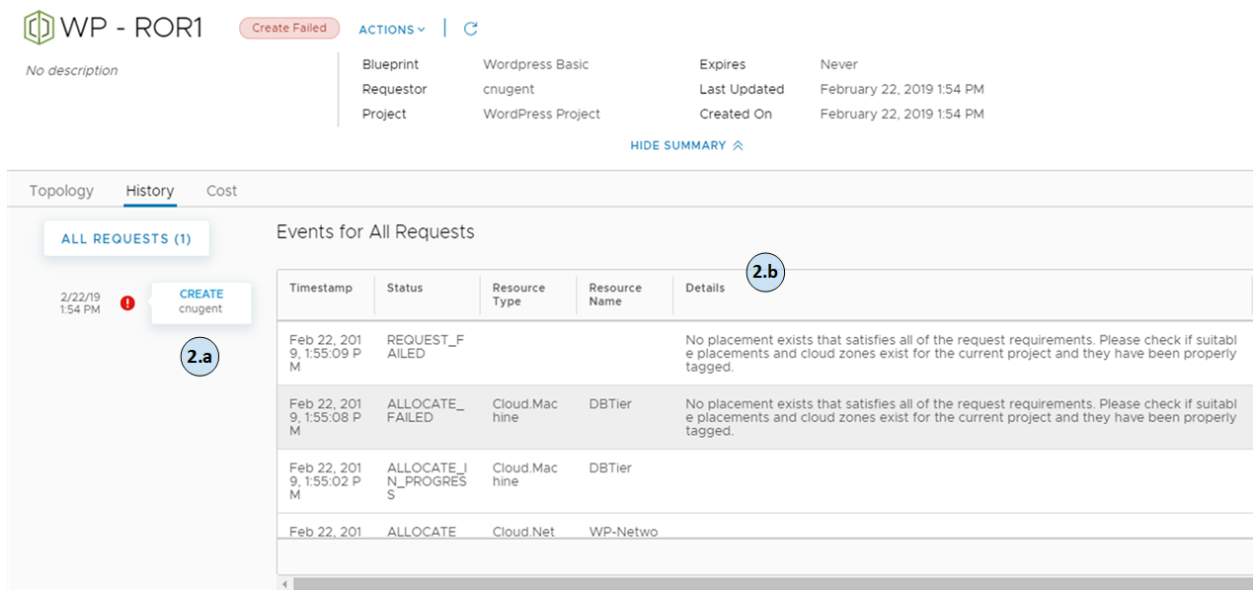 WP - ROR1 Create Failed ACTIONS
No description
Blueprint Wordpress Basic Expires Never
Requestor cnugent Last Updated February 22, 2019 1:54 PM
Project WordPress Project Created On February 22, 2019 1:54 PM
HIDE SUMMARY
Topology History Cost
ALL REQUESTS (1)
Events for All Requests
2/22/19
1:54 PM
CREATE
cnugent
2.a
2.b
Timestamp Status Resource Type Resource Name Details
Feb 22, 201
9, 1:55:09 P
M
REQUEST_F
AILED
No placement exists that satisfies all of the request requirements. Please check if suitabl
e placements and cloud zones exist for the current project and they have been properly
tagged.
Feb 22, 201
9, 1:55:08 P
M
ALLOCATE_
FAILED
Cloud.Mac
hine
DBTier
No placement exists that satisfies all of the request requirements. Please check if suitabl
e placements and cloud zones exist for the current project and they have been properly
tagged.
Feb 22, 201
9, 1:55:02 P
M
ALLOCATE_I
N_PROGRES
S
Cloud.Mac
hine
DBTier
Feb 22, 201 ALLOCATE Cloud.Net WP-Netwo